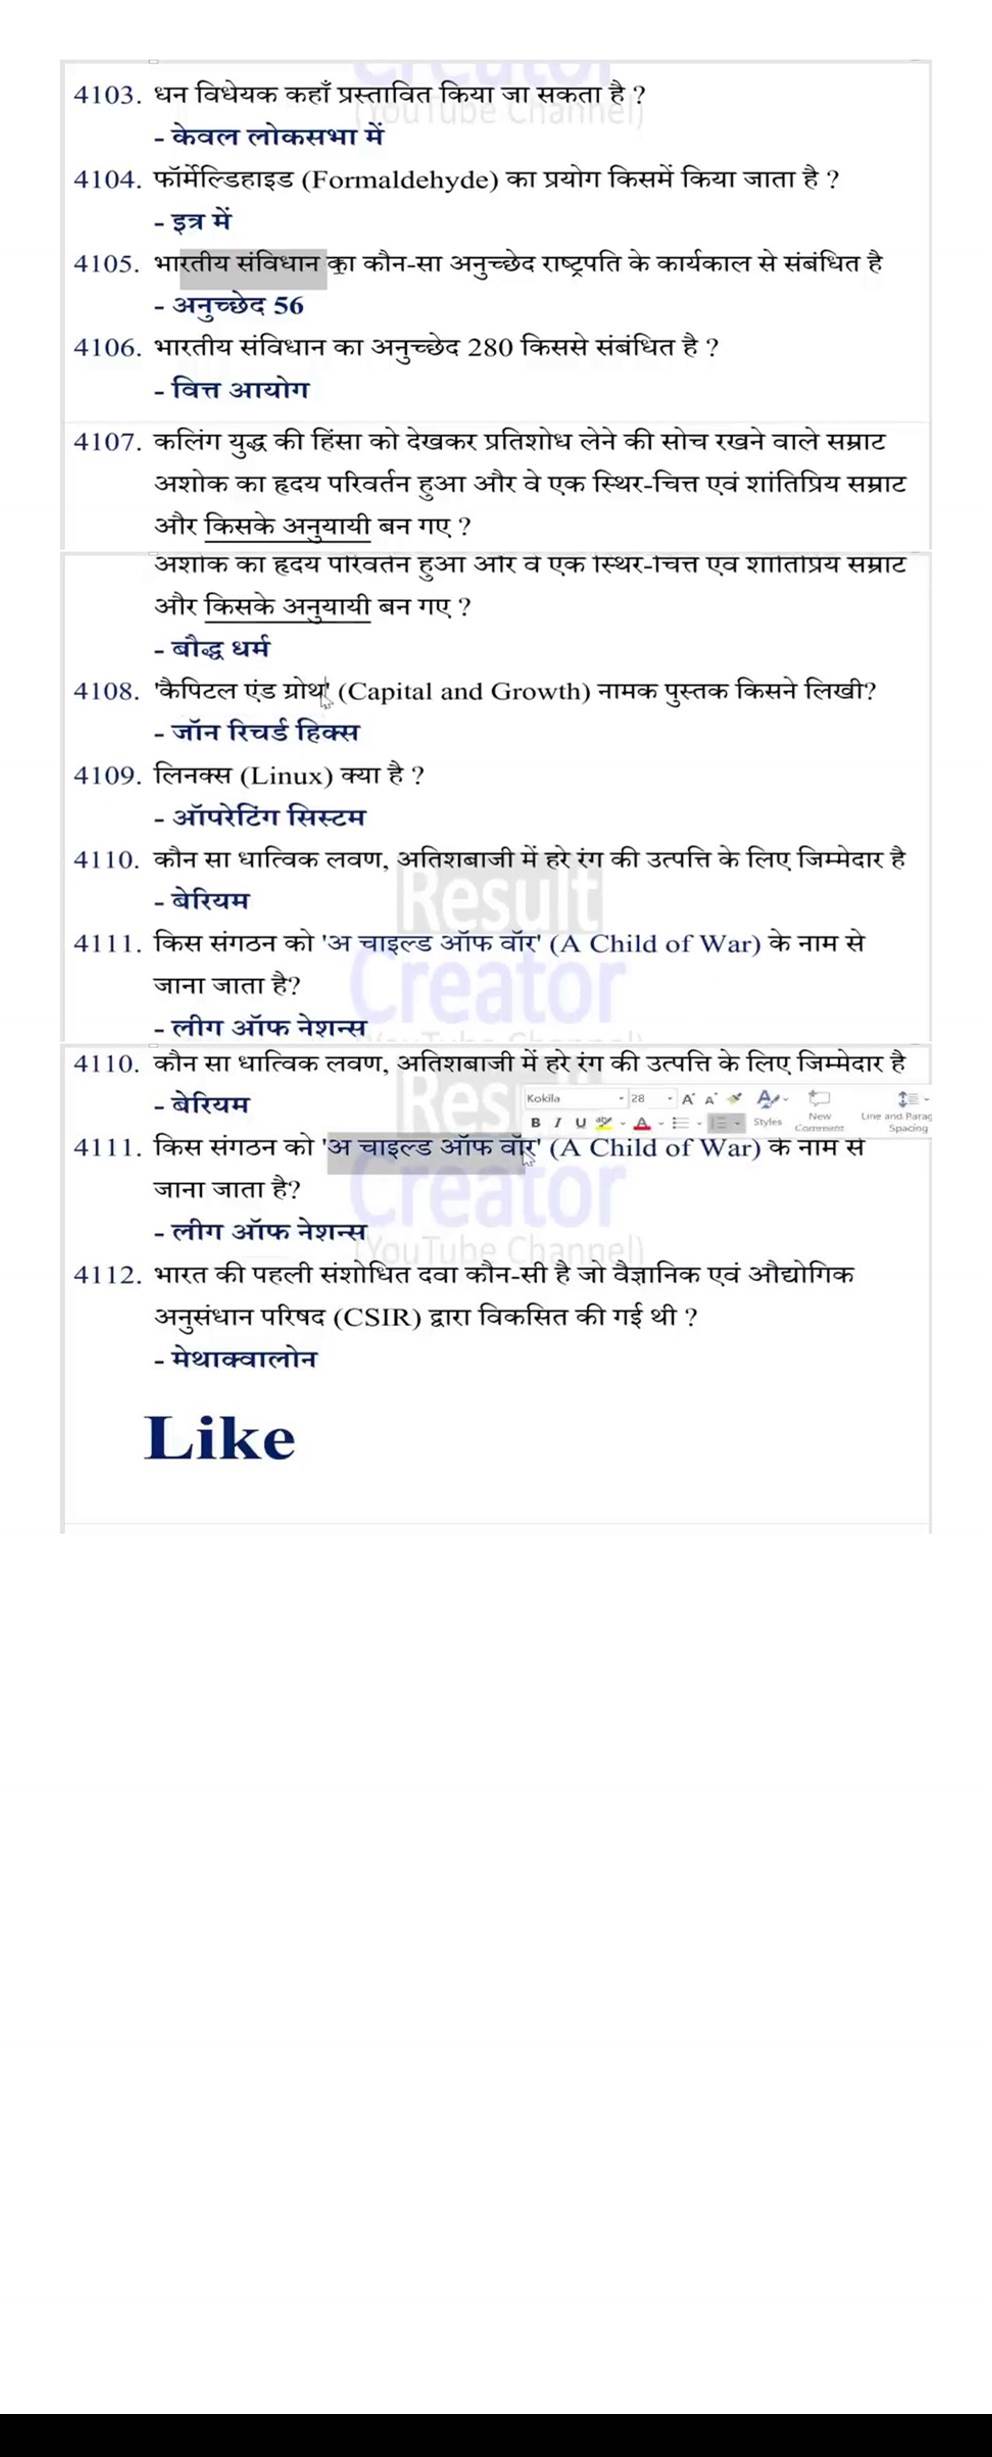 Creator
(YouTube Channel)
4103. धन विधेयक कहाँ प्रस्तावित किया जा सकता है ?
- केवल लोकसभा में
4104. फॉर्मेल्डिहाइड (Formaldehyde) का प्रयोग किसमें किया जाता है ?
- इत्र में
4105. भारतीय संविधान का कौन-सा अनुच्छेद राष्ट्रपति के कार्यकाल से संबंधित है
- अनुच्छेद 56
4106. भारतीय संविधान का अनुच्छेद 280 किससे संबंधित है ?
- वित्त आयोग
4107. कलिंग युद्ध की हिंसा को देखकर प्रतिशोध लेने की सोच रखने वाले सम्राट
अशोक का हृदय परिवर्तन हुआ और वे एक स्थिर-चित्त एवं शांतिप्रिय सम्राट
और किसके अनुयायी बन गए ?
अशोक का हृदय परिवर्तन हुआ और वे एक स्थिर-चित्त एवं शांतिप्रिय सम्राट
और किसके अनुयायी बन गए ?
- बौद्ध धर्म
4108. 'कैपिटल एंड ग्रोथ' (Capital and Growth) नामक पुस्तक किसने लिखी?
- जॉन रिचर्ड हिक्स
4109. लिनक्स (Linux) क्या है ?
- ऑपरेटिंग सिस्टम
4110. कौन सा धात्विक लवण, अतिशबाजी में हरे रंग की उत्पत्ति के लिए जिम्मेदार है
- बेरियम
Result
4111. किस संगठन को 'अ चाइल्ड ऑफ वॉर' (A Child of War) के नाम से
Creator
जाना जाता है?
- लीग ऑफ नेशन्स
4110. कौन सा धात्विक लवण, अतिशबाजी में हरे रंग की उत्पत्ति के लिए जिम्मेदार है
- बेरियम
Res
Kokila 28 A A
B I U A Styles New Comment Line and Parag Spacing
4111. किस संगठन को 'अ चाइल्ड ऑफ वॉर' (A Child of War) के नाम से
Creator
जाना जाता है?
- लीग ऑफ नेशन्स
(YouTube Channel)
4112. भारत की पहली संशोधित दवा कौन-सी है जो वैज्ञानिक एवं औद्योगिक
अनुसंधान परिषद (CSIR) द्वारा विकसित की गई थी ?
- मेथाक्वालोन
Like